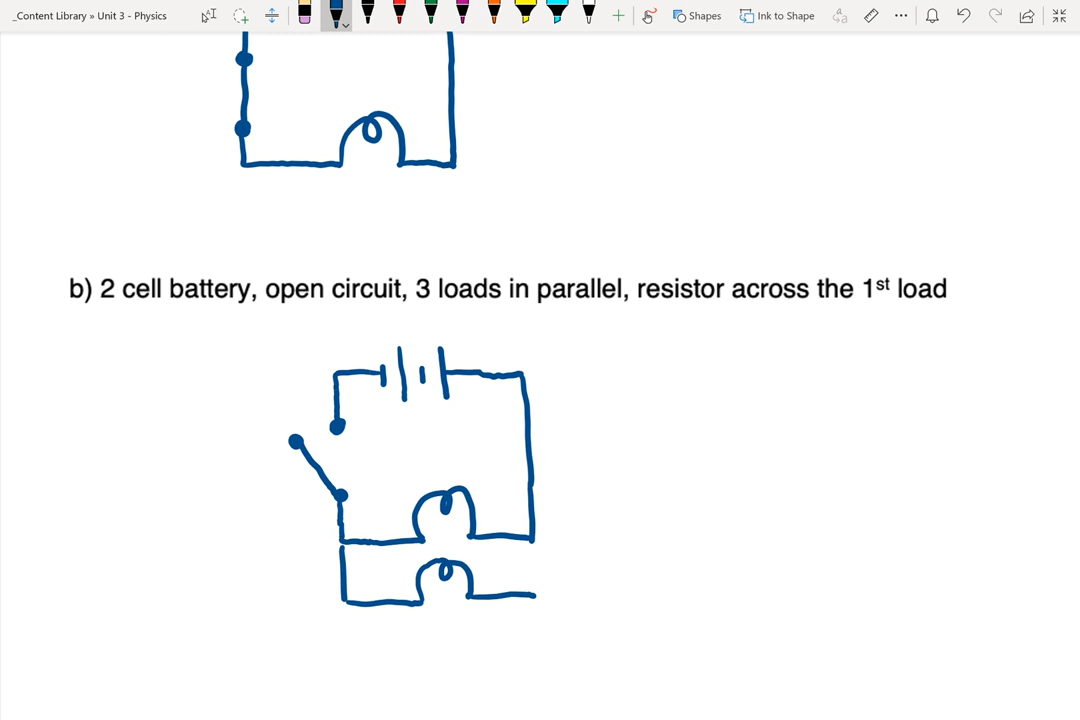 _Content Library » Unit 3 - Physics
Shapes
Ink to Shape
b) 2 cell battery, open circuit, 3 loads in parallel, resistor across the 1st load